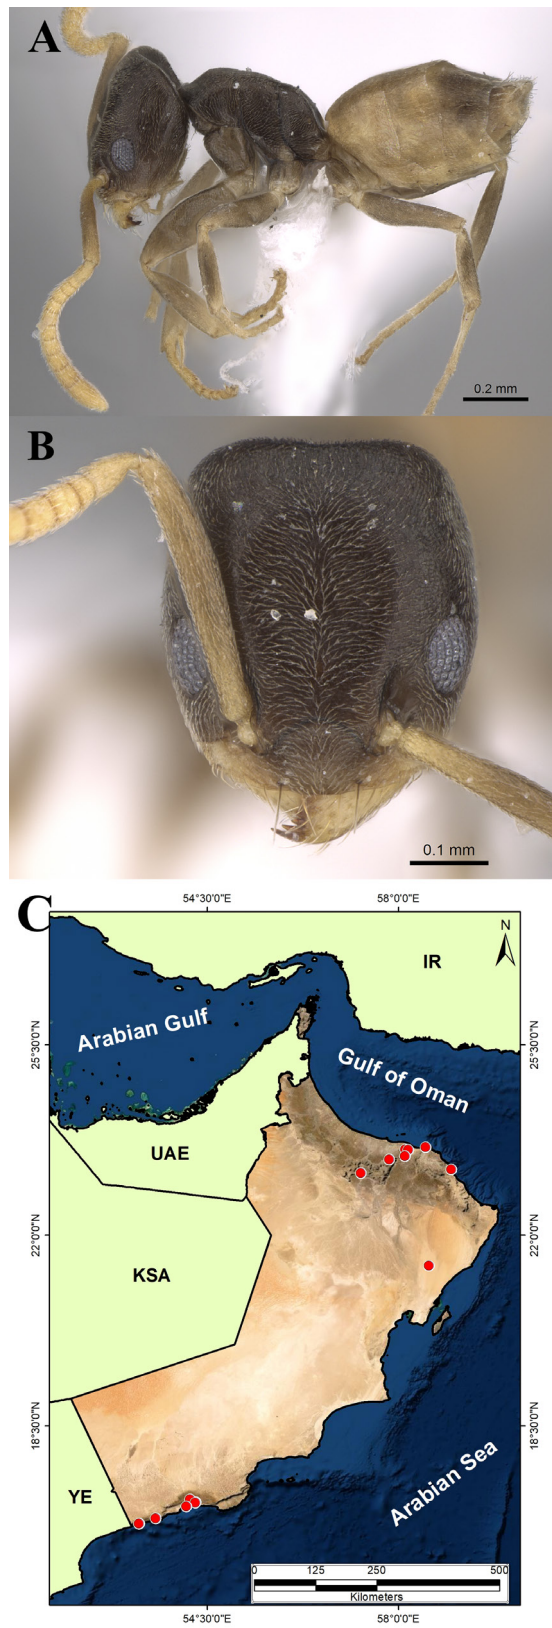 A
0.2 mm
B
0.1 mm
C
54°30'0"E
58°0'0"E
N
IR
Arabian Gulf
25°30'0"N
25°30'0"N
Gulf of Oman
UAE
22°0'0"N
22°0'0"N
KSA
18°30'0"N
18°30'0"N
Arabian Sea
YE
0
125
250
500
Kilometers
54°30'0"E
58°0'0"E